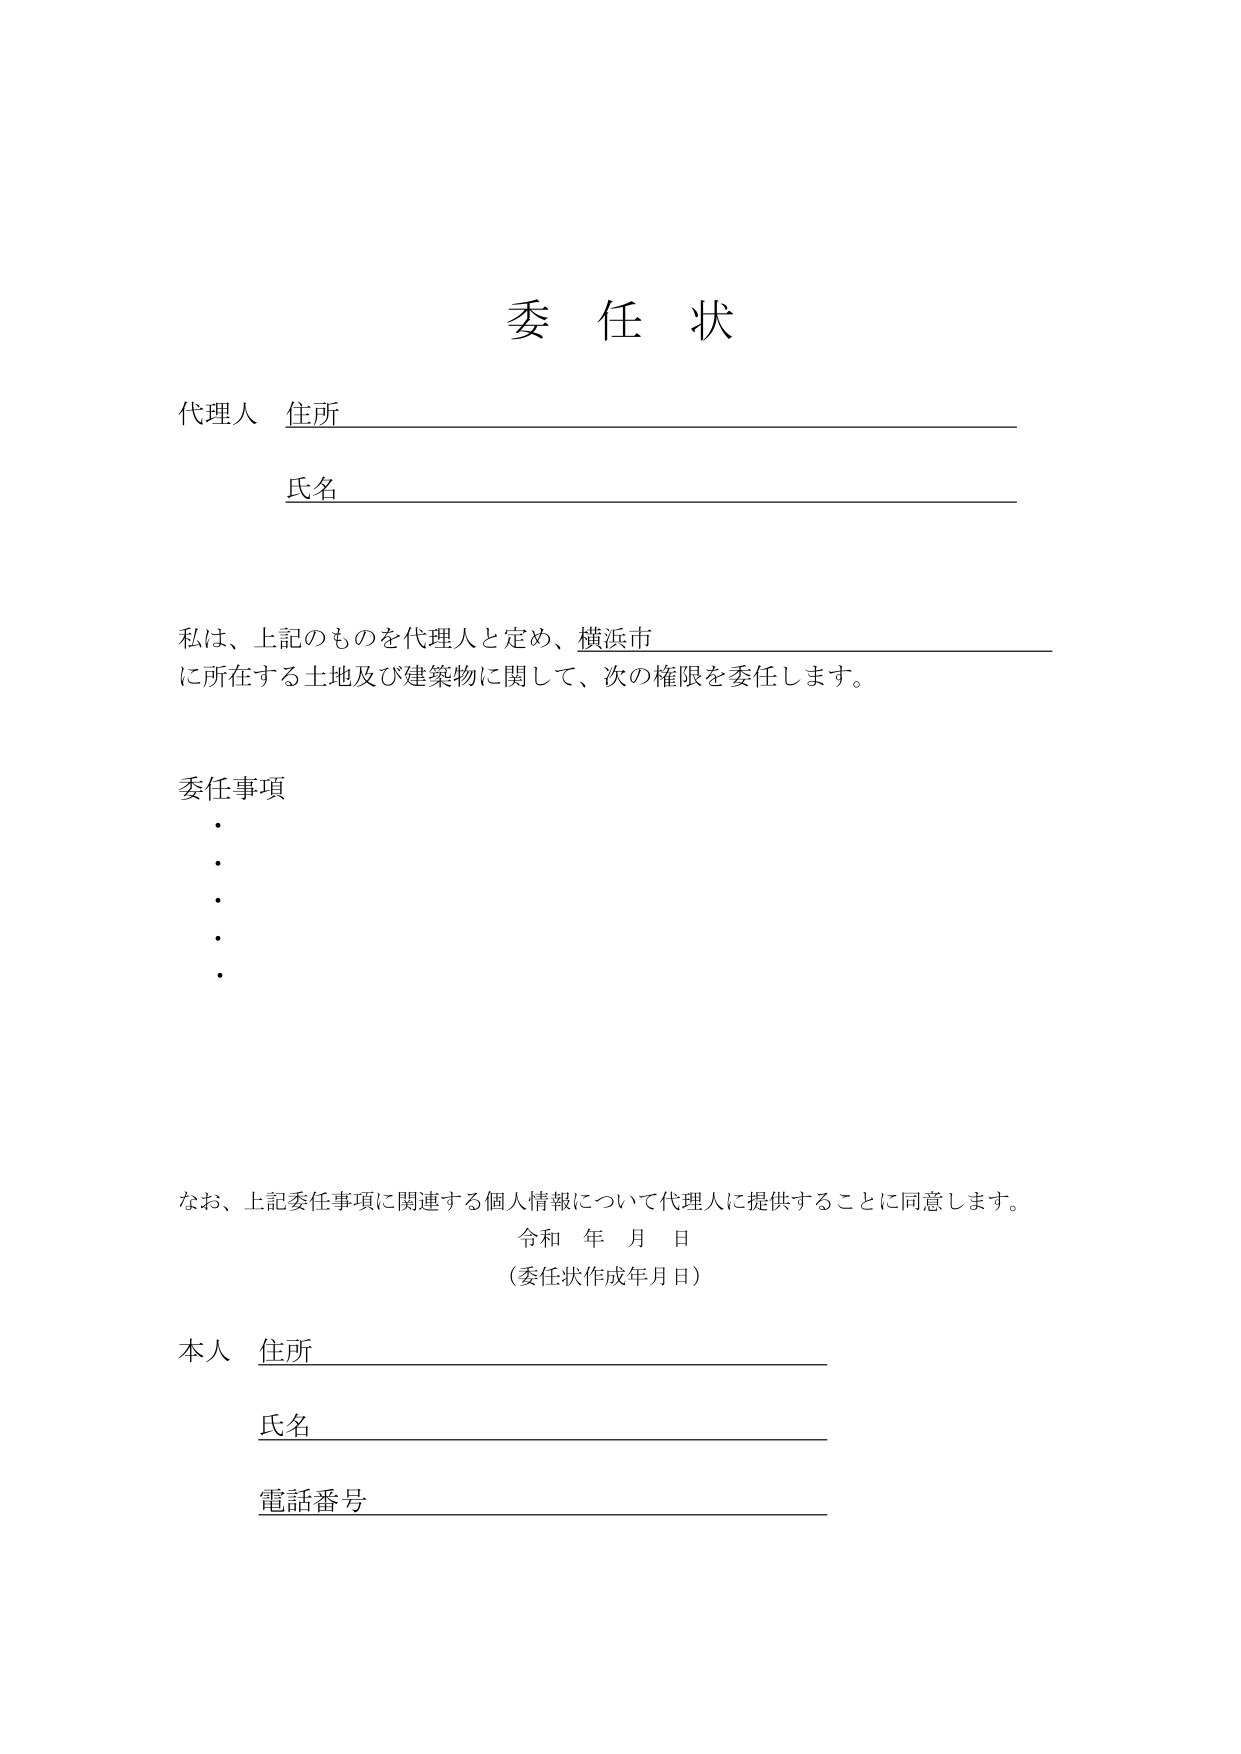 委　任　状
代理人　住所
氏名
私は、上記のものを代理人と定め、横浜市
に所在する土地及び建築物に関して、次の権限を委任します。
委任事項
・
・
・
・
・
なお、上記委任事項に関連する個人情報について代理人に提供することに同意します。
令和　年　月　日
（委任状作成年月日）
本人　住所
氏名
電話番号